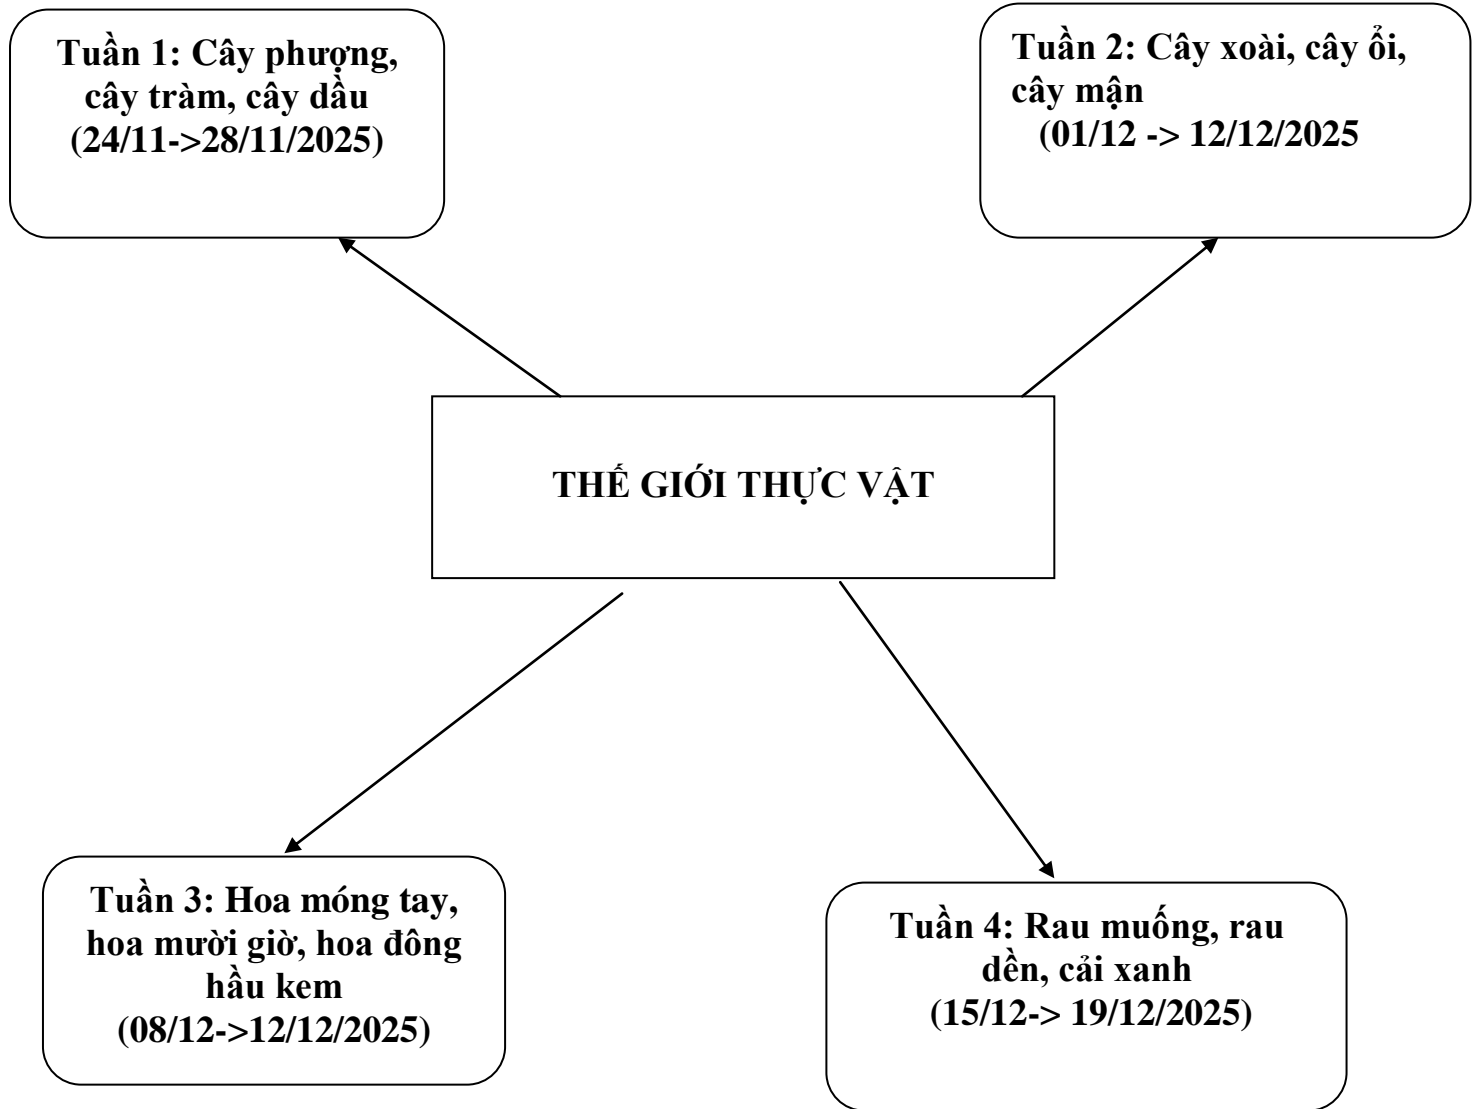 Tuần 1: Cây phượng,
cây tràm, cây dầu
(24/11->28/11/2025)
Tuần 2: Cây xoài, cây ổi,
cây mận
(01/12 -> 12/12/2025
THẾ GIỚI THỰC VẬT
Tuần 3: Hoa móng tay,
hoa mười giờ, hoa đông
hầu kem
(08/12->12/12/2025)
Tuần 4: Rau muống, rau
dền, cải xanh
(15/12-> 19/12/2025)